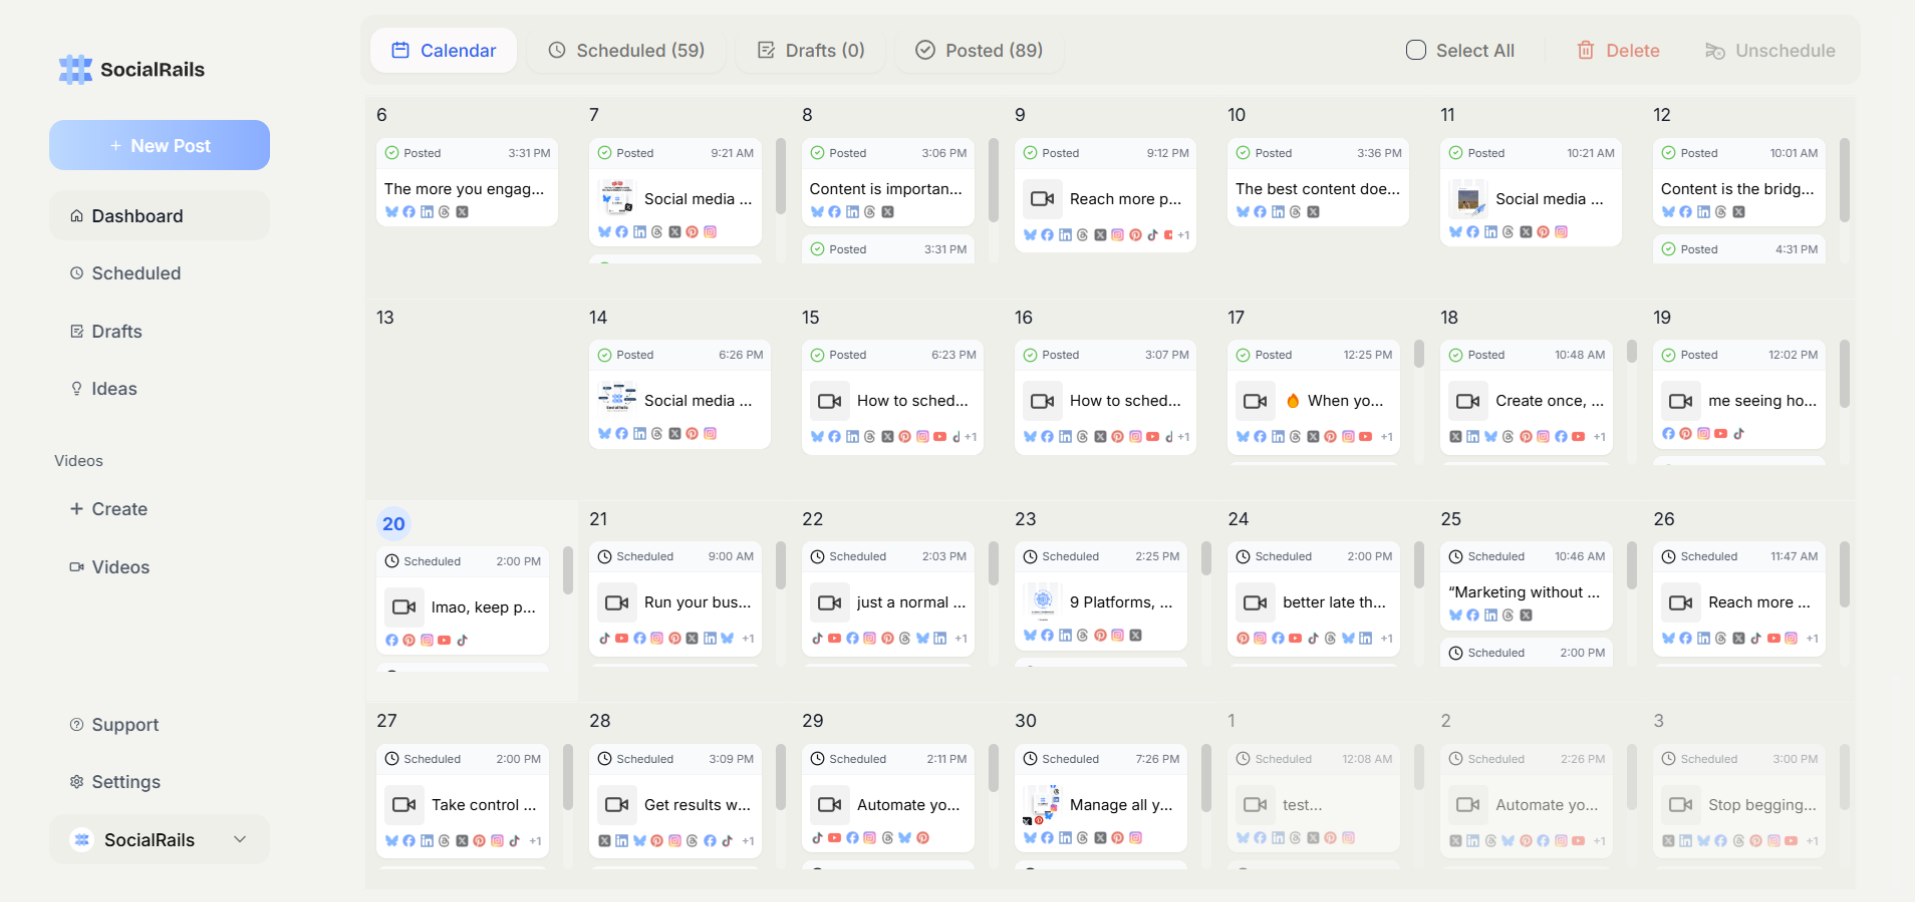 SocialRails
+ New Post
Dashboard
Scheduled
Drafts
Ideas
Videos
+ Create
Videos
Support
Settings
SocialRails
Calendar
Scheduled (59)
Drafts (0)
Posted (89)
Select All
Delete
Unschedule
6
7
8
9
10
11
12
Posted 3:31 PM
Posted 9:21 AM
Posted 3:06 PM
Posted 9:12 PM
Posted 3:36 PM
Posted 10:21 AM
Posted 10:01 AM
The more you engag...
Social media ...
Content is importan...
Reach more p...
The best content doe...
Social media ...
Content is the bridg...
+1
Posted 3:31 PM
Posted 4:31 PM
13
14
15
16
17
18
19
Posted 6:26 PM
Posted 6:23 PM
Posted 3:07 PM
Posted 12:25 PM
Posted 10:48 AM
Posted 12:02 PM
Social media ...
How to sched...
How to sched...
🔥 When yo...
Create once, ...
me seeing ho...
+1
+1
+1
+1
20
21
22
23
24
25
26
Scheduled 2:00 PM
Scheduled 9:00 AM
Scheduled 2:03 PM
Scheduled 2:25 PM
Scheduled 2:00 PM
Scheduled 10:46 AM
Scheduled 11:47 AM
lmao, keep p...
Run your bus...
just a normal ...
9 Platforms, ...
better late th...
“Marketing without ...
Reach more ...
+1
+1
+1
+1
Scheduled 2:00 PM
27
28
29
30
1
2
3
Scheduled 2:00 PM
Scheduled 3:09 PM
Scheduled 2:11 PM
Scheduled 7:26 PM
Scheduled 12:08 AM
Scheduled 2:26 PM
Scheduled 3:00 PM
Take control ...
Get results w...
Automate yo...
Manage all y...
test...
Automate yo...
Stop begging...
+1
+1
+1
+1